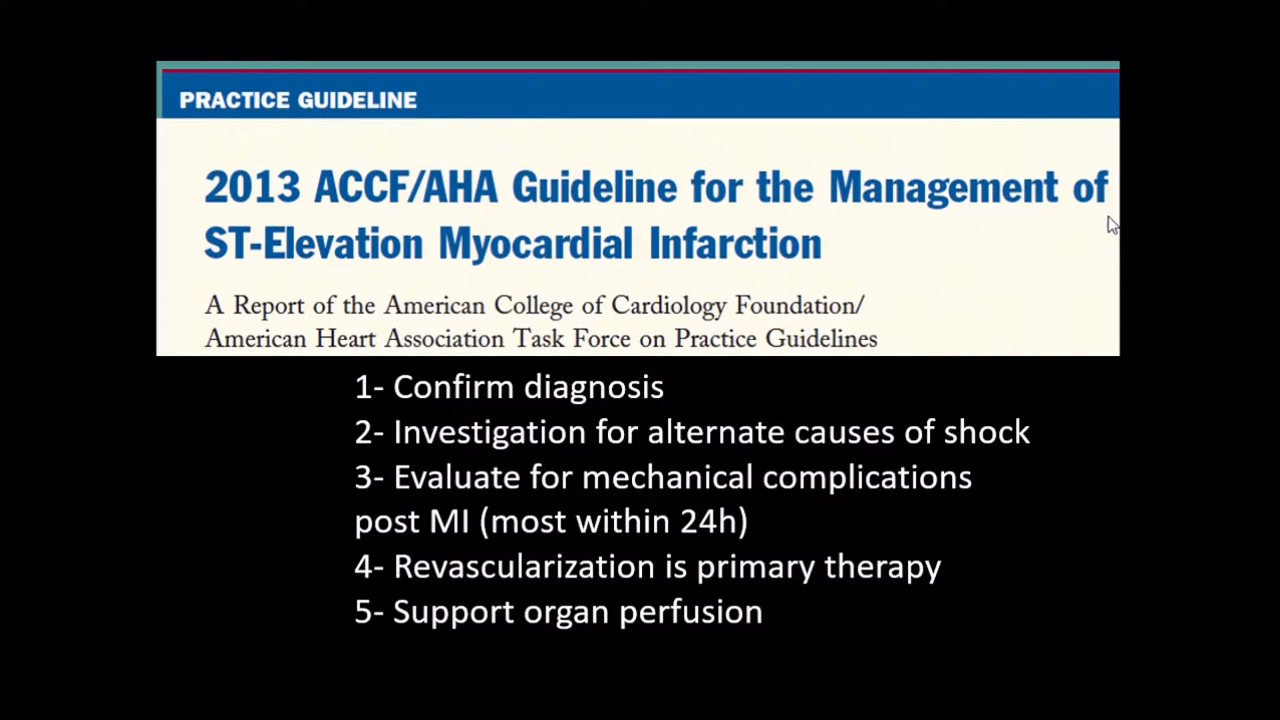 PRACTICE GUIDELINE
2013 ACCF/AHA Guideline for the Management of
ST-Elevation Myocardial Infarction
A Report of the American College of Cardiology Foundation/
American Heart Association Task Force on Practice Guidelines
1- Confirm diagnosis
2- Investigation for alternate causes of shock
3- Evaluate for mechanical complications
post MI (most within 24h)
4- Revascularization is primary therapy
5- Support organ perfusion